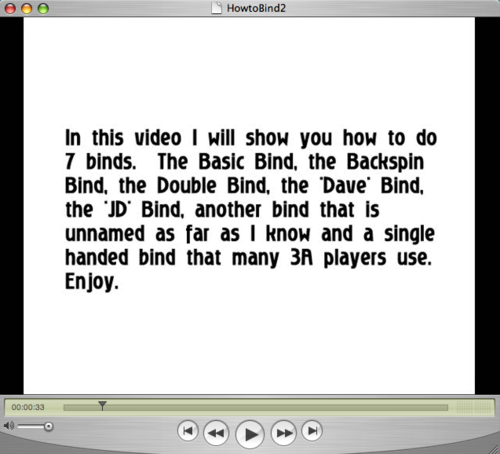 HowtoBind2
In this video I will show you how to do
7 binds.  The Basic Bind, the Backspin
Bind, the Double Bind, the "Dave" Bind,
the "JD" Bind, another bind that is
unnamed as far as I know and a single
handed bind that many 3A players use.
Enjoy.
00:00:33